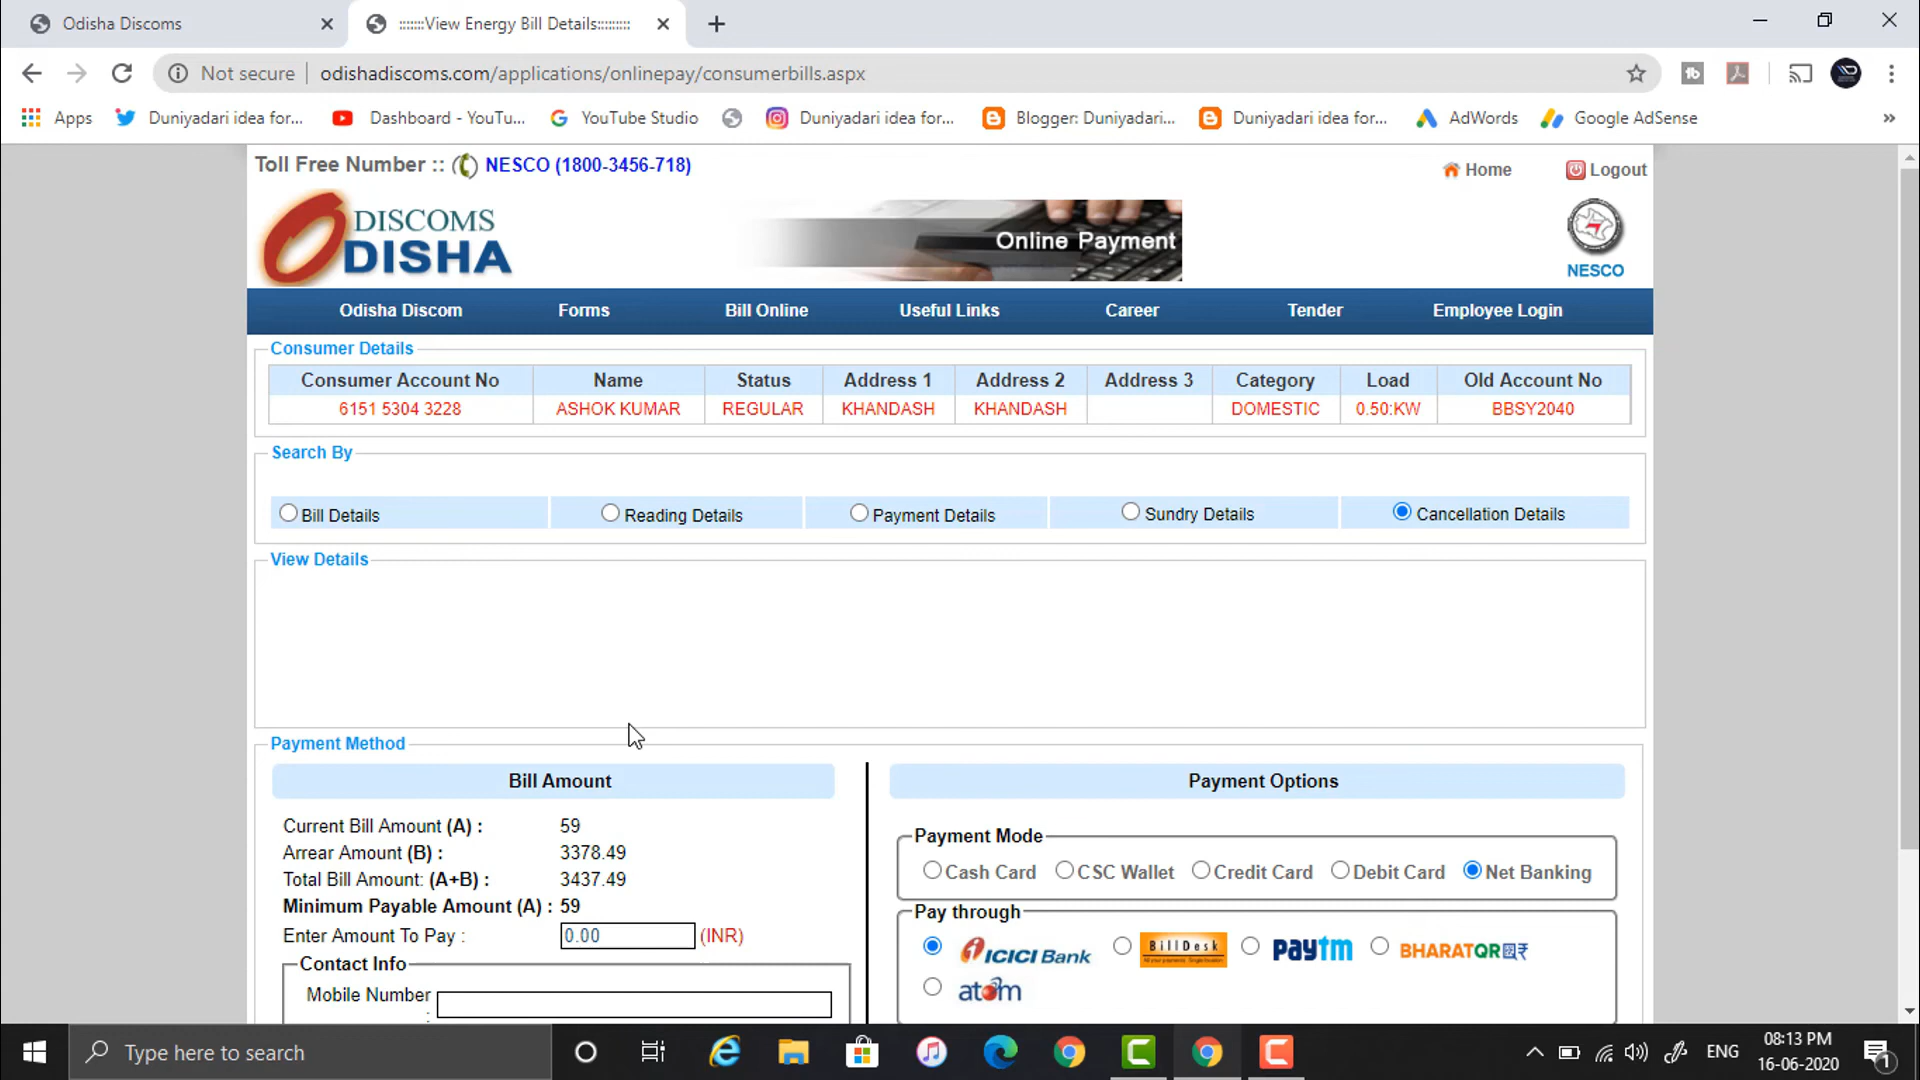 Odisha Discoms
:::::::View Energy Bill Details:::::::::
Not secure odishadiscoms.com/applications/onlinepay/consumerbills.aspx
Apps Duniyadari idea for... Dashboard - YouTu... YouTube Studio Duniyadari idea for... Blogger: Duniyadari... Duniyadari idea for... AdWords Google AdSense »
Toll Free Number :: NESCO (1800-3456-718)
Home Logout
DISCOMS
ODISHA
Online Payment
NESCO
Odisha Discom Forms Bill Online Useful Links Career Tender Employee Login
Consumer Details
Consumer Account No Name Status Address 1 Address 2 Address 3 Category Load Old Account No
6151 5304 3228 ASHOK KUMAR REGULAR KHANDASH KHANDASH DOMESTIC 0.50:KW BBSY2040
Search By
Bill Details Reading Details Payment Details Sundry Details Cancellation Details
View Details
Payment Method
Bill Amount
Current Bill Amount (A) : 59
Arrear Amount (B) : 3378.49
Total Bill Amount: (A+B) : 3437.49
Minimum Payable Amount (A) : 59
Enter Amount To Pay : 0.00 (INR)
Contact Info
Mobile Number
:
Payment Options
Payment Mode
Cash Card CSC Wallet Credit Card Debit Card Net Banking
Pay through
ICICI Bank BillDesk paytm BHARATQR
atom
Type here to search
ENG
08:13 PM
16-06-2020
1